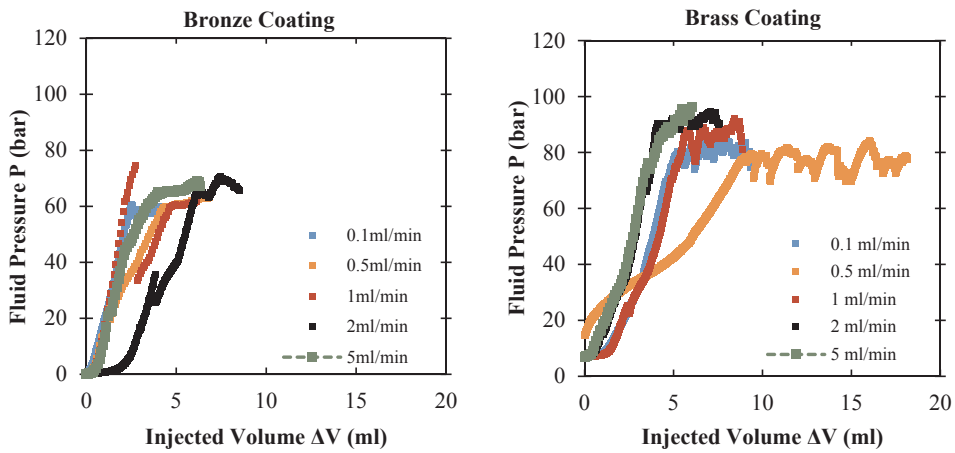 Bronze Coating
120
100
80
60
40
20
0
0 5 10 15 20
Fluid Pressure P (bar)
Injected Volume ΔV (ml)
0.1ml/min
0.5ml/min
1ml/min
2ml/min
5ml/min
Brass Coating
120
100
80
60
40
20
0
0 5 10 15 20
Fluid Pressure P (bar)
Injected Volume ΔV (ml)
0.1 ml/min
0.5 ml/min
1 ml/min
2 ml/min
5 ml/min